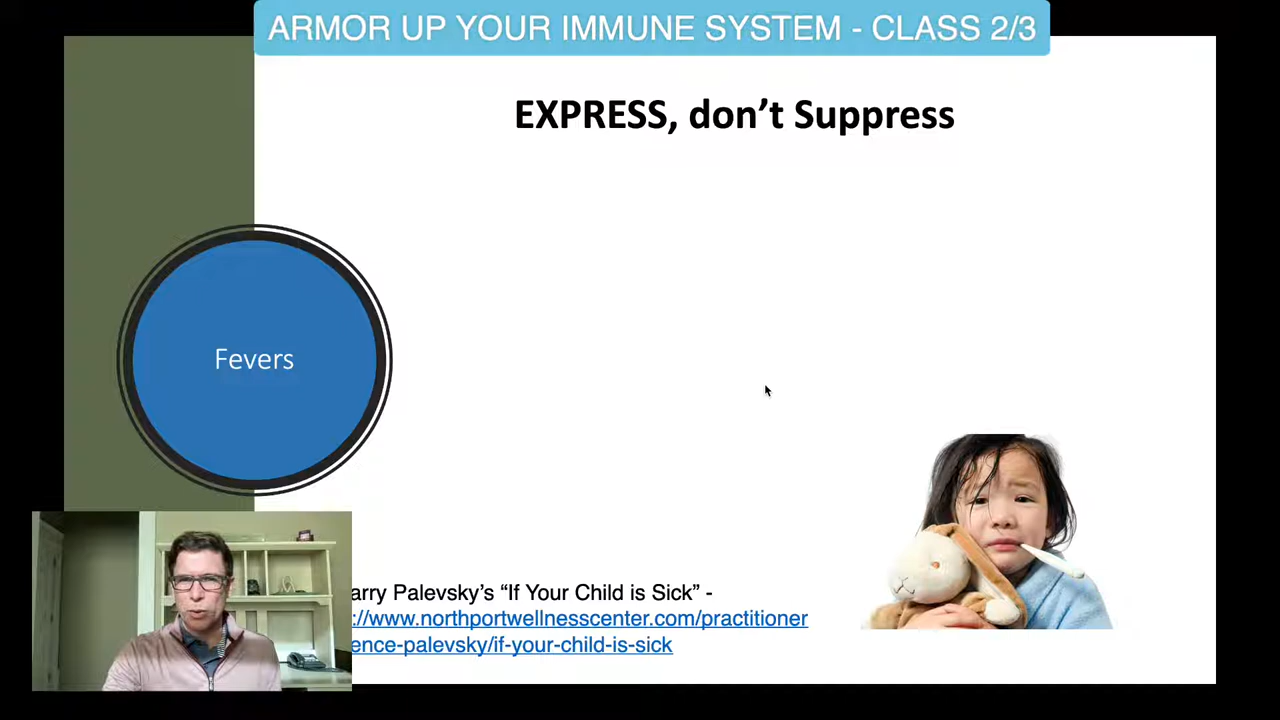 ARMOR UP YOUR IMMUNE SYSTEM - CLASS 2/3
EXPRESS, don’t Suppress
Fevers
arry Palevsky’s “If Your Child is Sick” -
://www.northportwellnesscenter.com/practitioner
ence-palevsky/if-your-child-is-sick